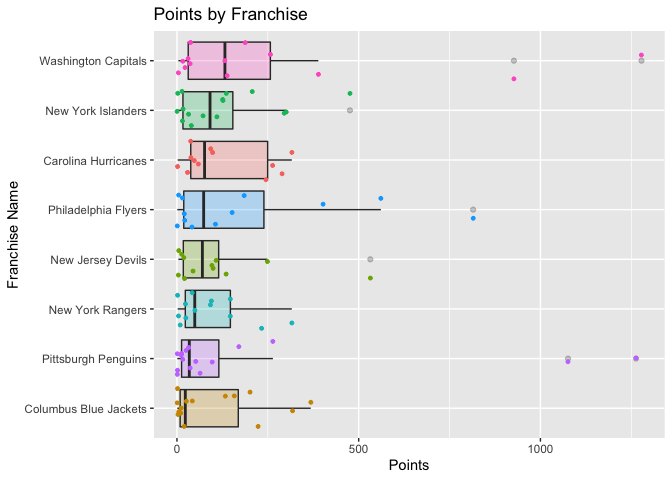 Points by Franchise
Franchise Name
Washington Capitals
New York Islanders
Carolina Hurricanes
Philadelphia Flyers
New Jersey Devils
New York Rangers
Pittsburgh Penguins
Columbus Blue Jackets
0 500 1000
Points